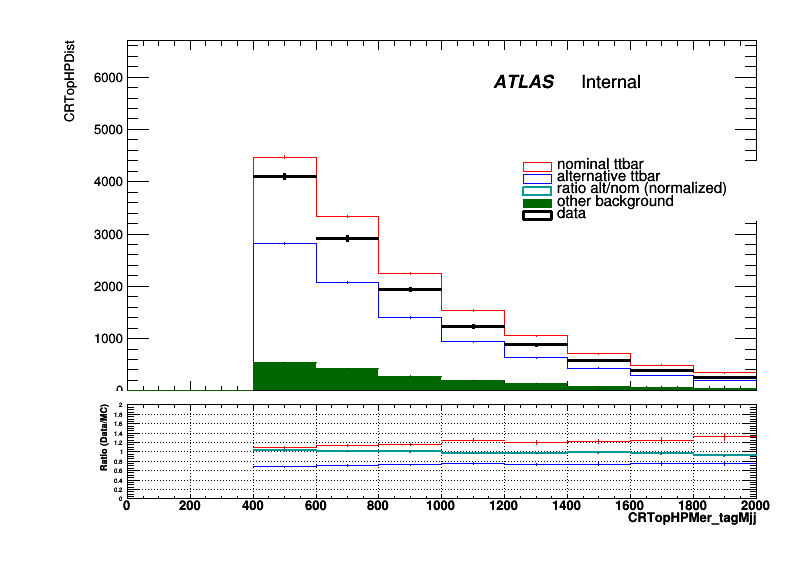 CRTopHPDist
ATLAS Internal
6000
5000
4000
3000
2000
1000
0
nominal ttbar
alternative ttbar
ratio alt/nom (normalized)
other background
data
Ratio (Data/MC)
2
1.8
1.6
1.4
1.2
1
0.8
0.6
0.4
0.2
0
0 200 400 600 800 1000 1200 1400 1600 1800 2000
CRTopHPMer_tagMjj